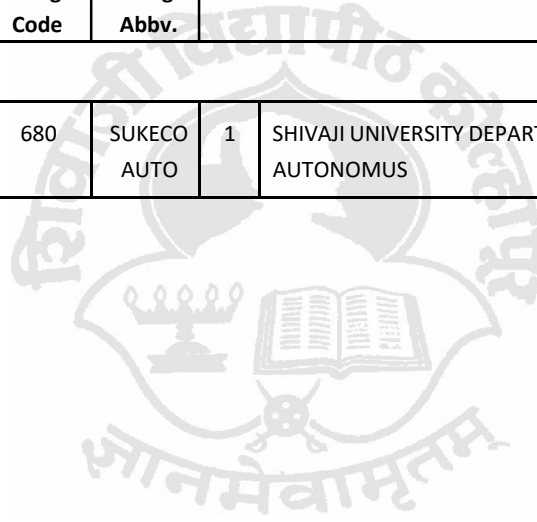 Code Abbv.
680 SUKECO 1 SHIVAJI UNIVERSITY DEPART
AUTO AUTONOMUS
शिवाजी विद्यापीठ कोल्हापूर
ज्ञानमेवामृतम्